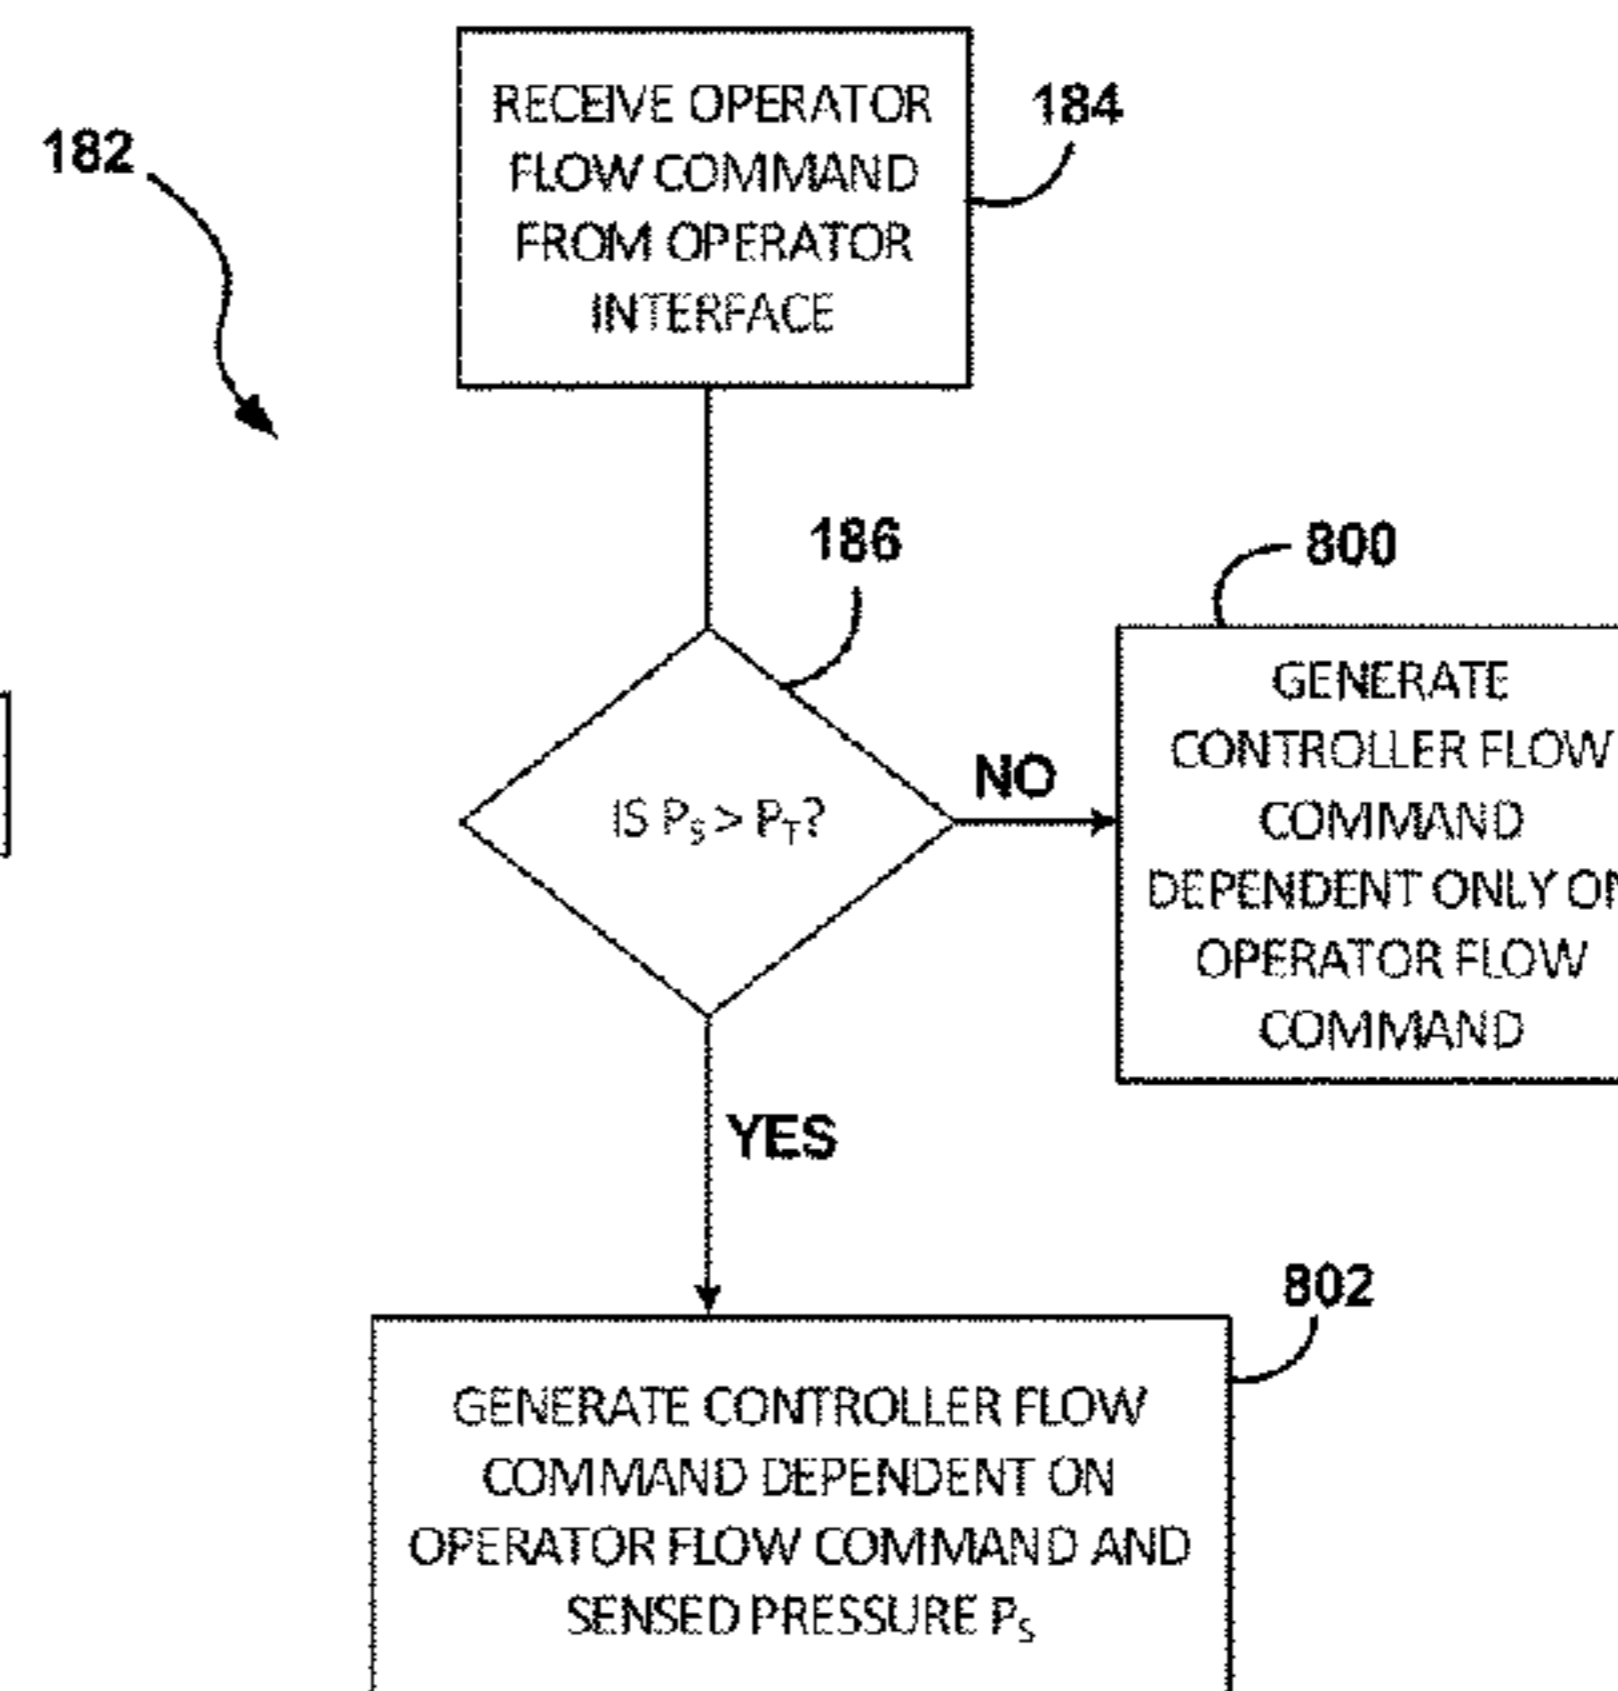 182
RECEIVE OPERATOR
FLOW COMMAND
FROM OPERATOR
INTERFACE
184
186
IS PS > PT?
NO
800
GENERATE
CONTROLLER FLOW
COMMAND
DEPENDENT ONLY ON
OPERATOR FLOW
COMMAND
YES
802
GENERATE CONTROLLER FLOW
COMMAND DEPENDENT ON
OPERATOR FLOW COMMAND AND
SENSED PRESSURE PS